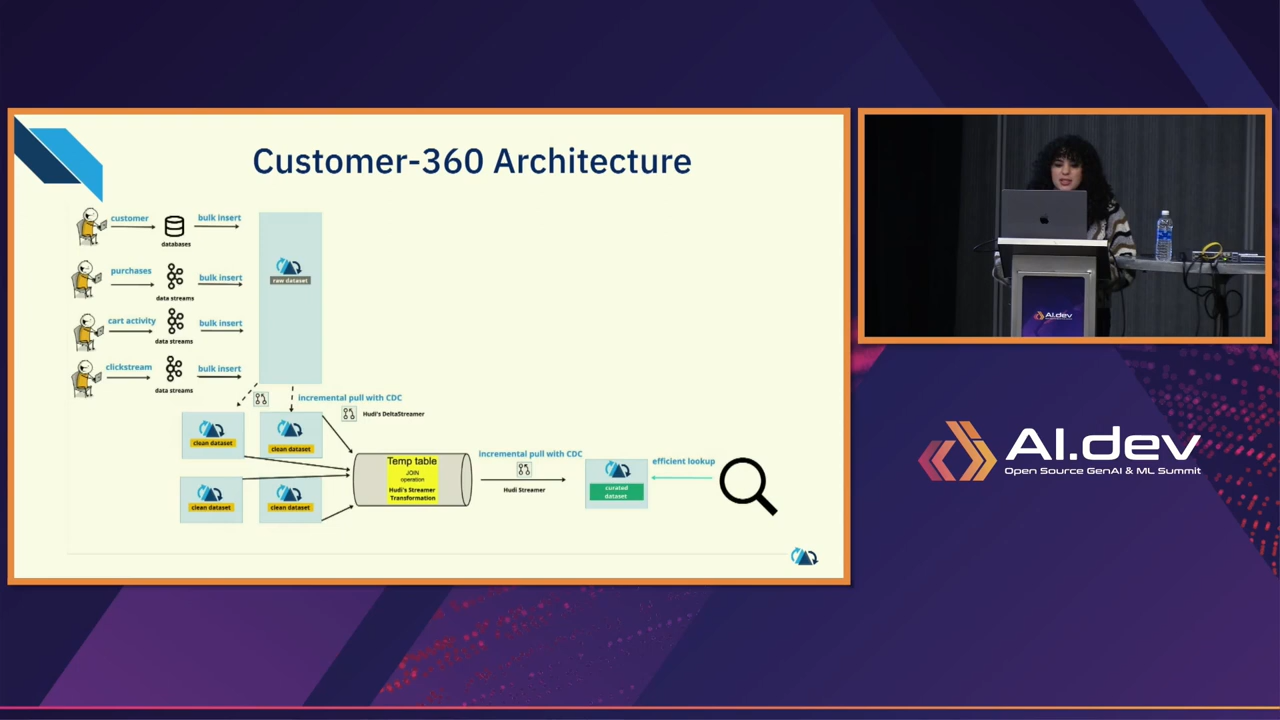 Customer-360 Architecture
customer
bulk insert
databases
purchases
bulk insert
data streams
cart activity
bulk insert
data streams
clickstream
bulk insert
data streams
raw dataset
incremental pull with CDC
Hudi's DeltaStreamer
clean dataset
clean dataset
clean dataset
clean dataset
Temp table
JOIN
operation
Hudi's Streamer
Transformation
incremental pull with CDC
Hudi Streamer
curated
dataset
efficient lookup
AI.dev
AI.dev
Open Source GenAI & ML Summit